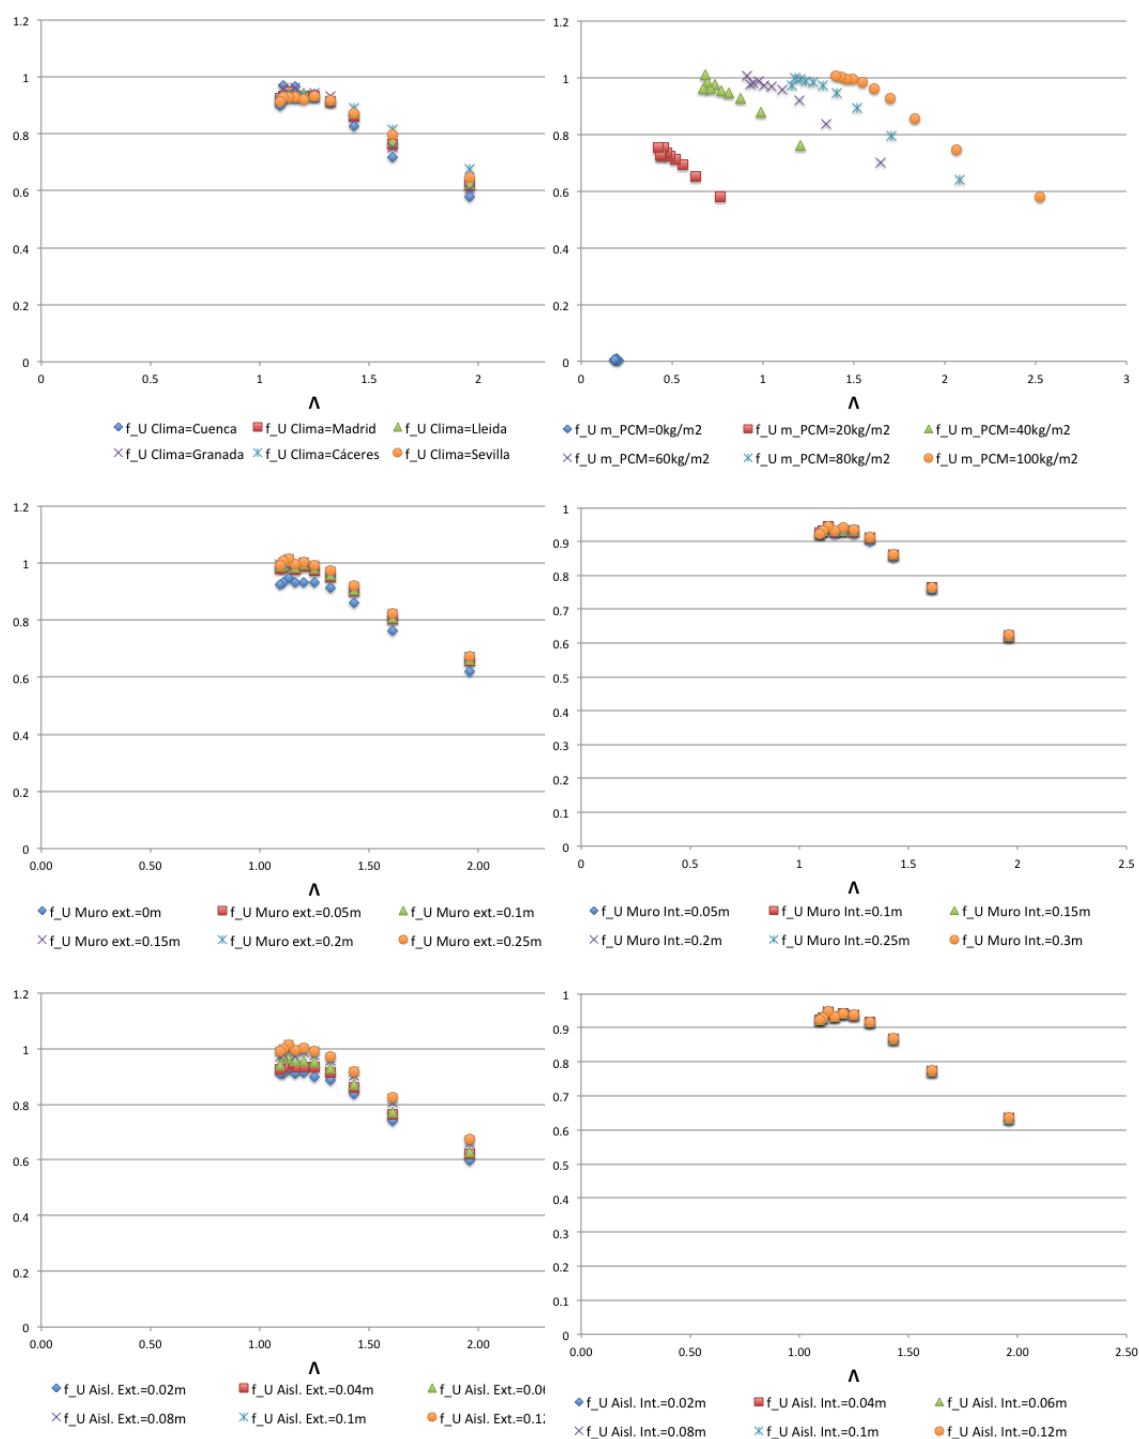 1.2
1
0.8
0.6
0.4
0.2
0
0 0.5 1 1.5 2
Λ
f_U Clima=Cuenca f_U Clima=Madrid f_U Clima=Lleida
f_U Clima=Granada f_U Clima=Cáceres f_U Clima=Sevilla
1.2
1
0.8
0.6
0.4
0.2
0
0 0.5 1 1.5 2 2.5 3
Λ
f_U m_PCM=0kg/m2 f_U m_PCM=20kg/m2 f_U m_PCM=40kg/m2
f_U m_PCM=60kg/m2 f_U m_PCM=80kg/m2 f_U m_PCM=100kg/m2
1.2
1
0.8
0.6
0.4
0.2
0
0.00 0.50 1.00 1.50 2.00
Λ
f_U Muro ext.=0m f_U Muro ext.=0.05m f_U Muro ext.=0.1m
f_U Muro ext.=0.15m f_U Muro ext.=0.2m f_U Muro ext.=0.25m
1
0.9
0.8
0.7
0.6
0.5
0.4
0.3
0.2
0.1
0
0 0.5 1 1.5 2 2.5
Λ
f_U Muro Int.=0.05m f_U Muro Int.=0.1m f_U Muro Int.=0.15m
f_U Muro Int.=0.2m f_U Muro Int.=0.25m f_U Muro Int.=0.3m
1.2
1
0.8
0.6
0.4
0.2
0
0.00 0.50 1.00 1.50 2.00
Λ
f_U Aisl. Ext.=0.02m f_U Aisl. Ext.=0.04m f_U Aisl. Ext.=0.0
f_U Aisl. Ext.=0.08m f_U Aisl. Ext.=0.1m f_U Aisl. Ext.=0.12
1
0.9
0.8
0.7
0.6
0.5
0.4
0.3
0.2
0.1
0
0.00 0.50 1.00 1.50 2.00 2.50
Λ
f_U Aisl. Int.=0.02m f_U Aisl. Int.=0.04m f_U Aisl. Int.=0.06m
f_U Aisl. Int.=0.08m f_U Aisl. Int.=0.1m f_U Aisl. Int.=0.12m